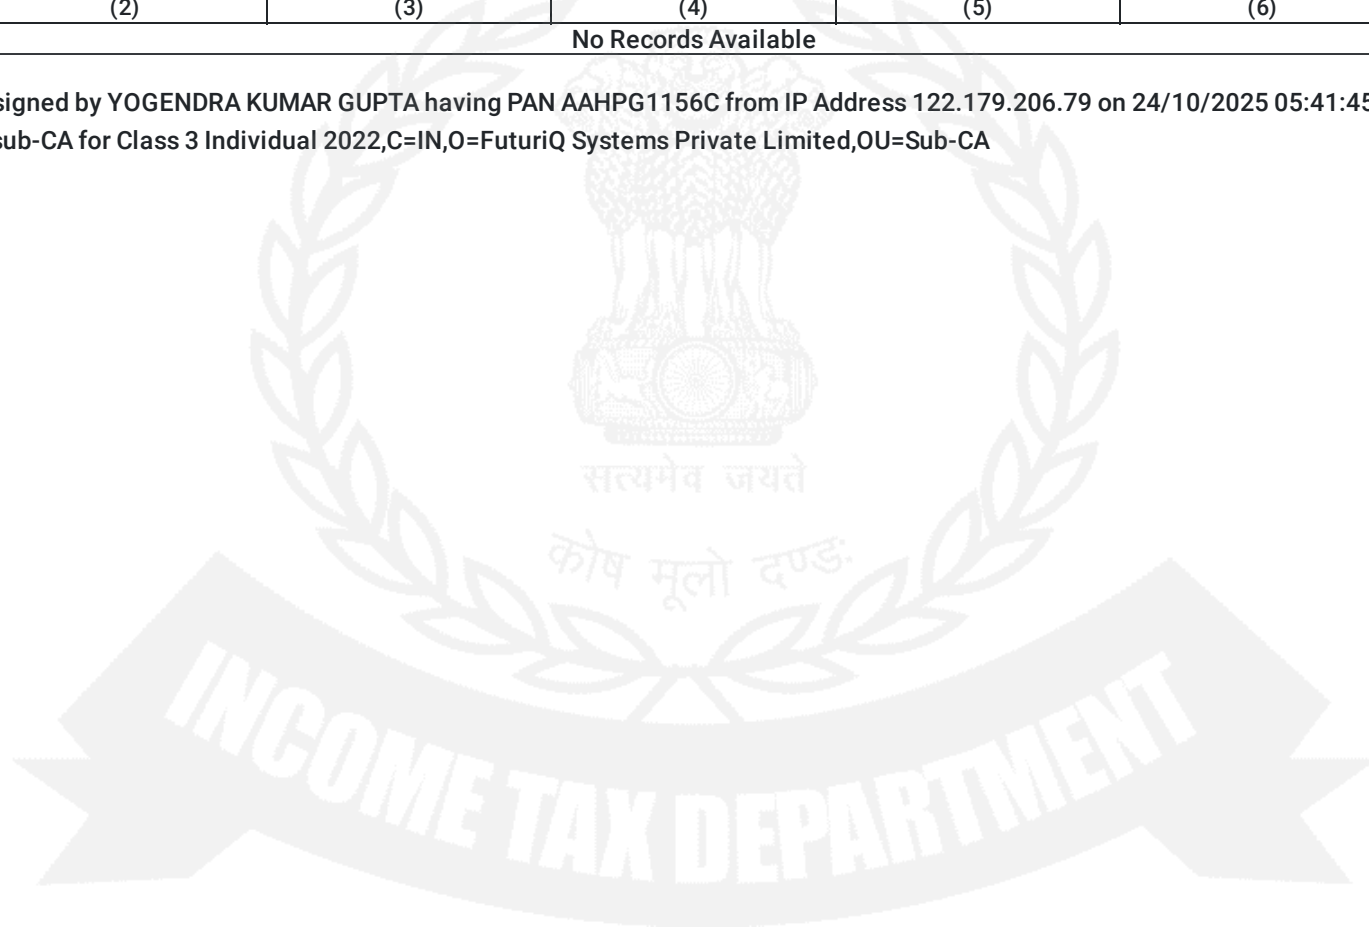 (2) (3) (4) (5) (6)
No Records Available
signed by YOGENDRA KUMAR GUPTA having PAN AAHPG1156C from IP Address 122.179.206.79 on 24/10/2025 05:41:45
sub-CA for Class 3 Individual 2022,C=IN,O=FuturiQ Systems Private Limited,OU=Sub-CA
सत्यमेव जयते
कोष मूलो दण्डः
INCOME TAX DEPARTMENT